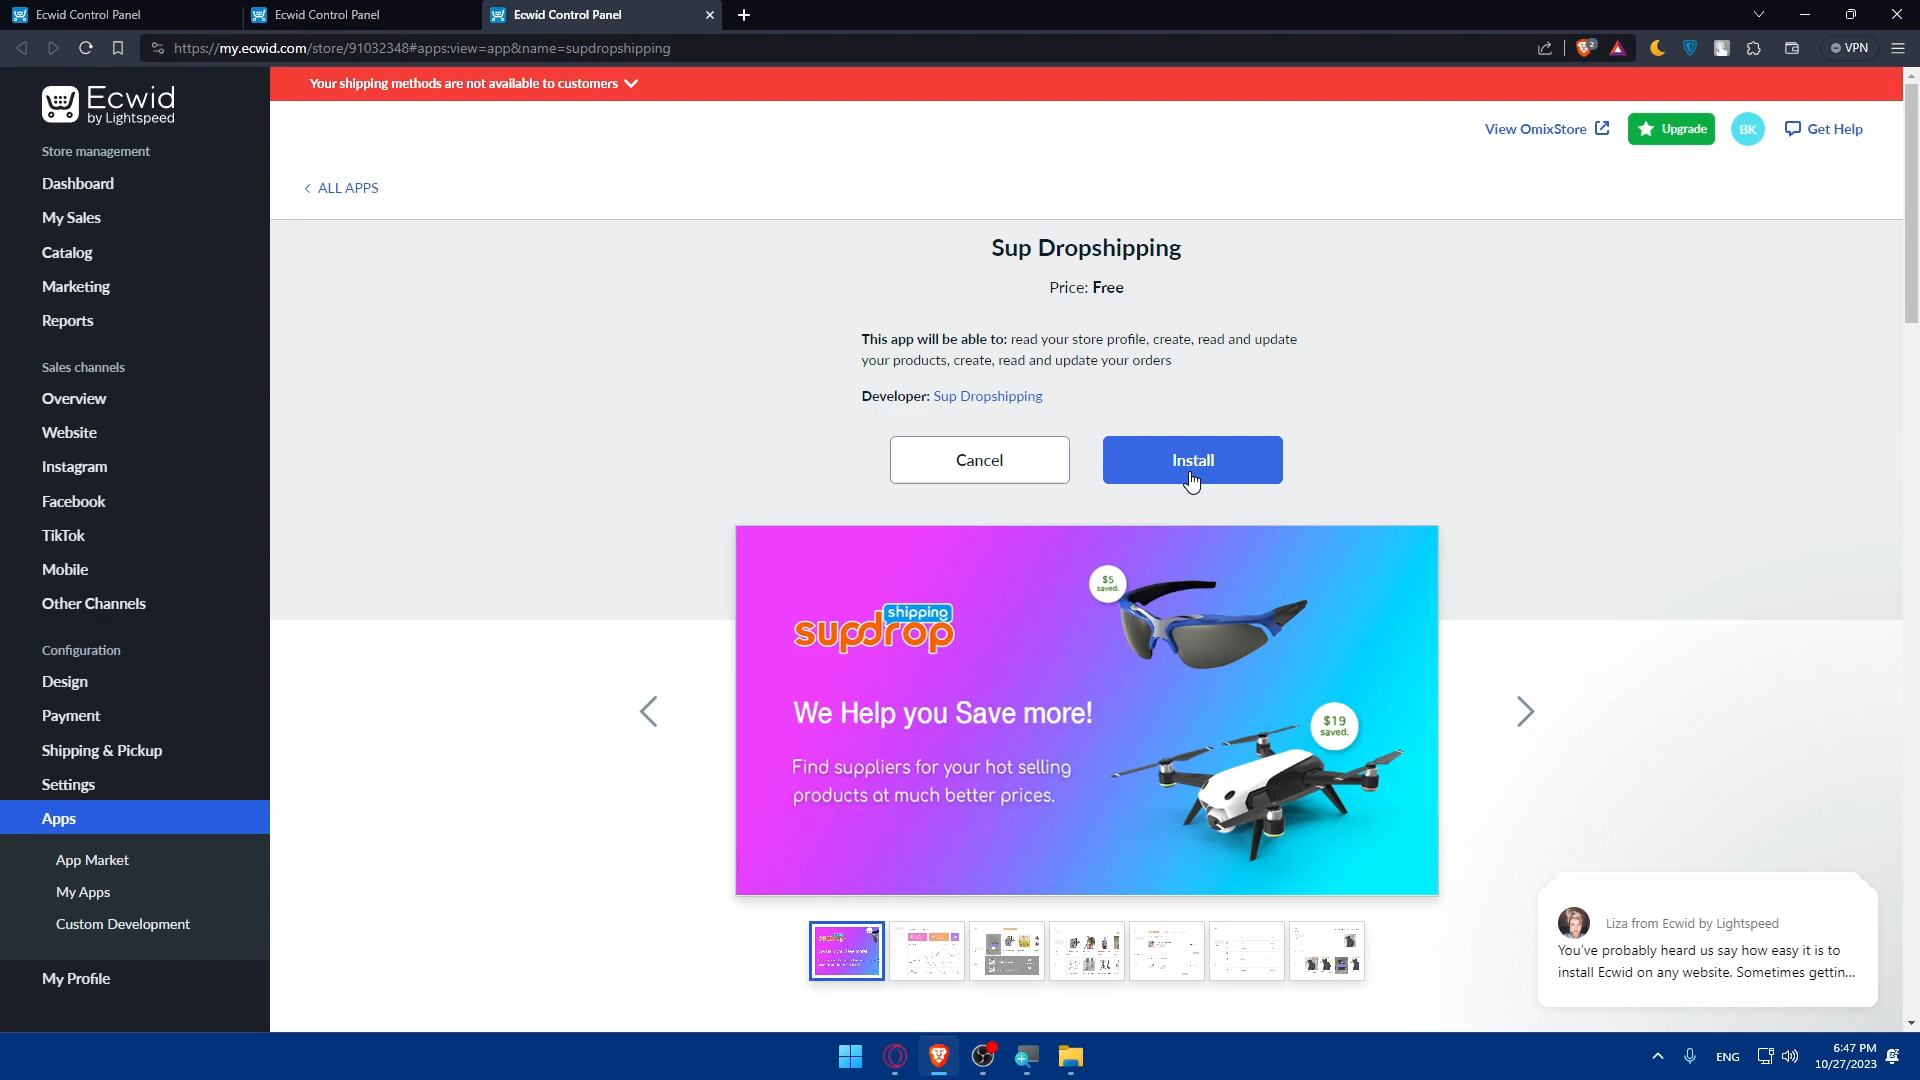 Ecwid Control Panel
Ecwid Control Panel
Ecwid Control Panel
https://my.ecwid.com/store/91032348#apps:view=app&name=supdropshipping
2
VPN
Ecwid
by Lightspeed
Your shipping methods are not available to customers
View OmixStore
Upgrade
BK
Get Help
ALL APPS
Store management
Dashboard
My Sales
Catalog
Marketing
Reports
Sales channels
Overview
Website
Instagram
Facebook
TikTok
Mobile
Other Channels
Configuration
Design
Payment
Shipping & Pickup
Settings
Apps
App Market
My Apps
Custom Development
My Profile
Sup Dropshipping
Price: Free
This app will be able to: read your store profile, create, read and update
your products, create, read and update your orders
Developer: Sup Dropshipping
Cancel
Install
$5
saved.
shipping
supdrop
We Help you Save more!
$19
saved.
Find suppliers for your hot selling
products at much better prices.
Liza from Ecwid by Lightspeed
You've probably heard us say how easy it is to
install Ecwid on any website. Sometimes gettin...
ENG
6:47 PM
10/27/2023